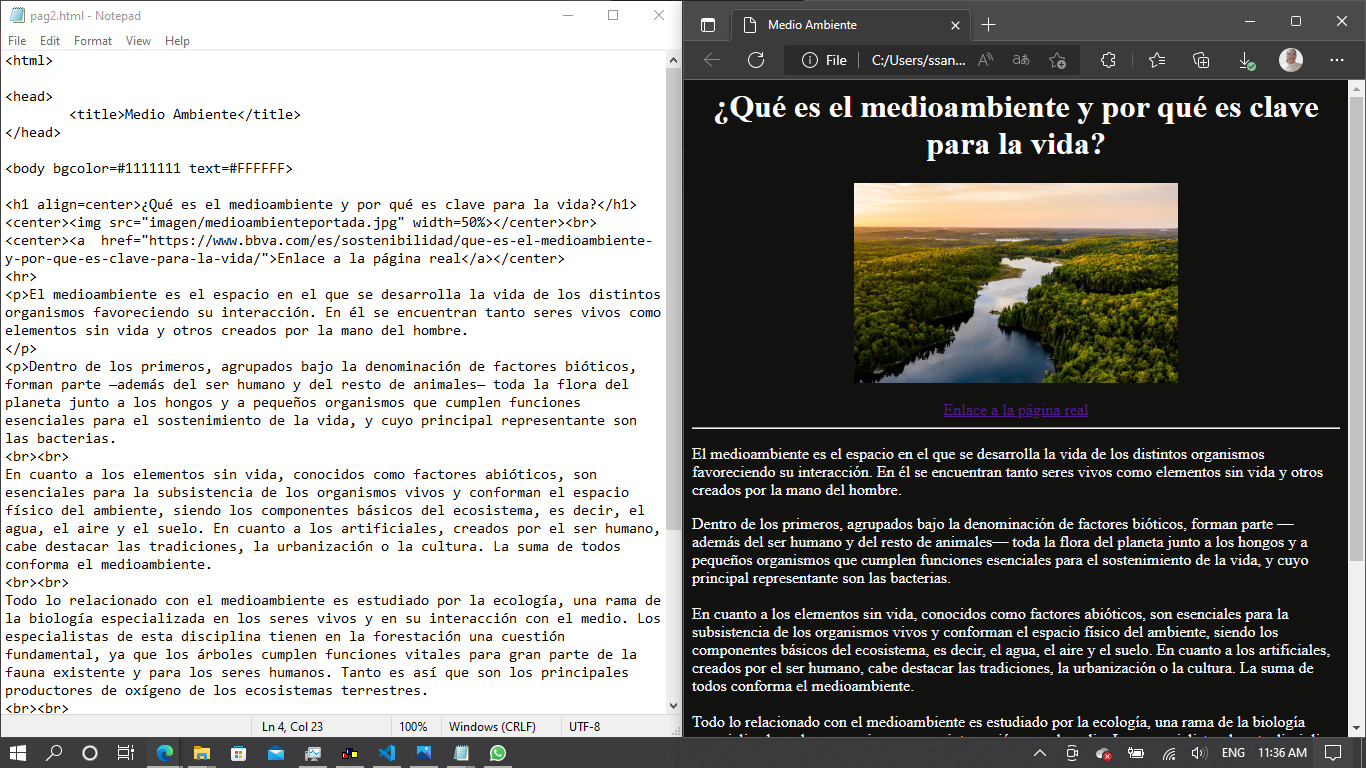 pag2.html - Notepad
File Edit Format View Help
<html>
<head>
<title>Medio Ambiente</title>
</head>
<body bgcolor=#1111111 text=#FFFFFF>
<h1 align=center>¿Qué es el medioambiente y por qué es clave para la vida?</h1>
<center><img src="imagen/medioambienteportada.jpg" width=50%></center><br>
<center><a  href="https://www.bbva.com/es/sostenibilidad/que-es-el-medioambiente-
y-por-que-es-clave-para-la-vida/">Enlace a la página real</a></center>
<hr>
<p>El medioambiente es el espacio en el que se desarrolla la vida de los distintos
organismos favoreciendo su interacción. En él se encuentran tanto seres vivos como
elementos sin vida y otros creados por la mano del hombre.
</p>
<p>Dentro de los primeros, agrupados bajo la denominación de factores bióticos,
forman parte —además del ser humano y del resto de animales— toda la flora del
planeta junto a los hongos y a pequeños organismos que cumplen funciones
esenciales para el sostenimiento de la vida, y cuyo principal representante son
las bacterias.
<br><br>
En cuanto a los elementos sin vida, conocidos como factores abióticos, son
esenciales para la subsistencia de los organismos vivos y conforman el espacio
físico del ambiente, siendo los componentes básicos del ecosistema, es decir, el
agua, el aire y el suelo. En cuanto a los artificiales, creados por el ser humano,
cabe destacar las tradiciones, la urbanización o la cultura. La suma de todos
conforma el medioambiente.
<br><br>
Todo lo relacionado con el medioambiente es estudiado por la ecología, una rama de
la biología especializada en los seres vivos y en su interacción con el medio. Los
especialistas de esta disciplina tienen en la forestación una cuestión
fundamental, ya que los árboles cumplen funciones vitales para gran parte de la
fauna existente y para los seres humanos. Tanto es así que son los principales
productores de oxígeno de los ecosistemas terrestres.
<br><br>
Ln 4, Col 23 100% Windows (CRLF) UTF-8
Medio Ambiente
File C:/Users/ssan...
¿Qué es el medioambiente y por qué es clave
para la vida?
Enlace a la página real
El medioambiente es el espacio en el que se desarrolla la vida de los distintos organismos
favoreciendo su interacción. En él se encuentran tanto seres vivos como elementos sin vida y otros
creados por la mano del hombre.
Dentro de los primeros, agrupados bajo la denominación de factores bióticos, forman parte —
además del ser humano y del resto de animales— toda la flora del planeta junto a los hongos y a
pequeños organismos que cumplen funciones esenciales para el sostenimiento de la vida, y cuyo
principal representante son las bacterias.
En cuanto a los elementos sin vida, conocidos como factores abióticos, son esenciales para la
subsistencia de los organismos vivos y conforman el espacio físico del ambiente, siendo los
componentes básicos del ecosistema, es decir, el agua, el aire y el suelo. En cuanto a los artificiales,
creados por el ser humano, cabe destacar las tradiciones, la urbanización o la cultura. La suma de
todos conforma el medioambiente.
Todo lo relacionado con el medioambiente es estudiado por la ecología, una rama de la biología
ENG 11:36 AM